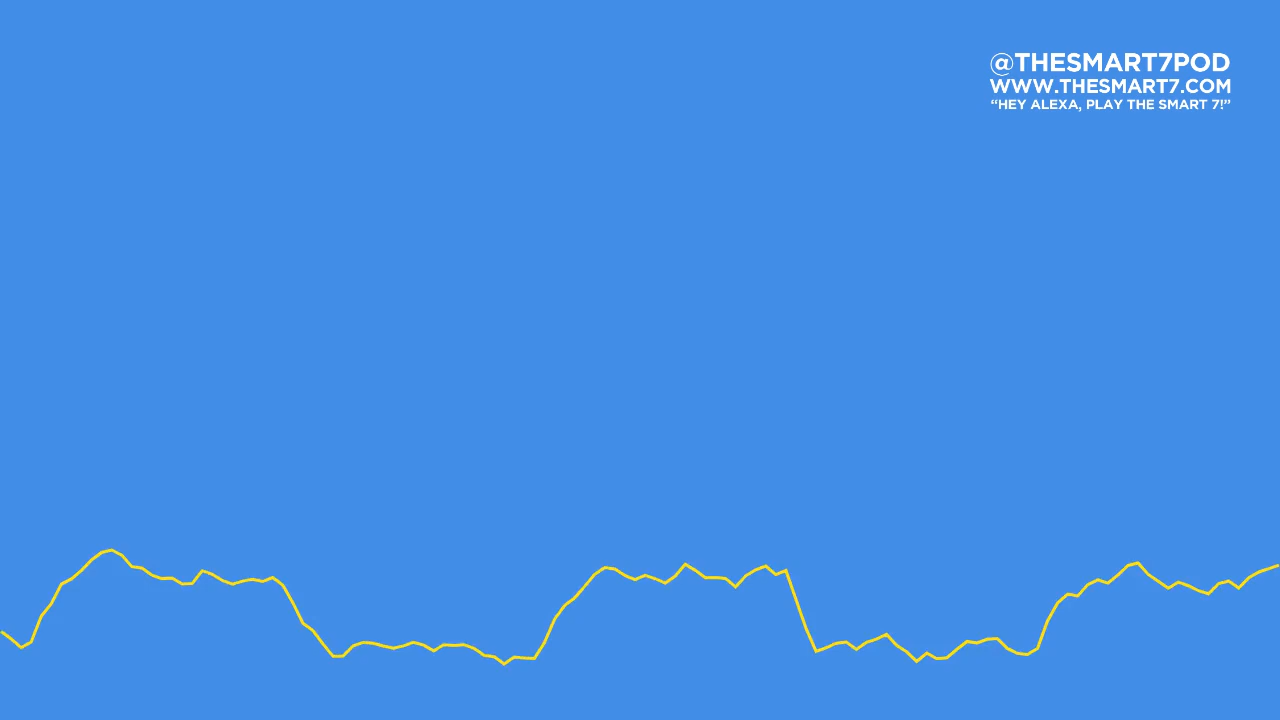 @THESMART7POD
WWW.THESMART7.COM
“HEY ALEXA, PLAY THE SMART 7!”